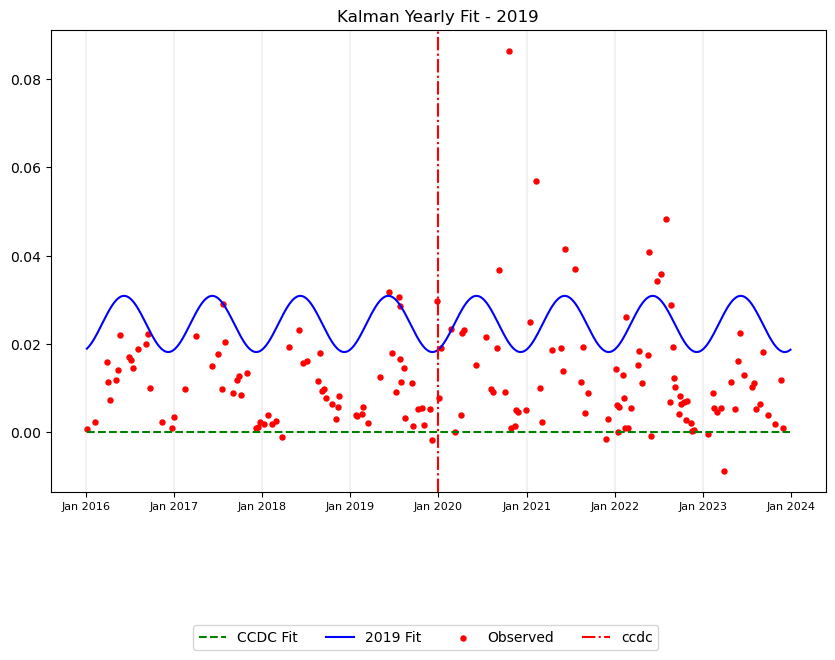 Kalman Yearly Fit - 2019
0.08
0.06
0.04
0.02
0.00
Jan 2016 Jan 2017 Jan 2018 Jan 2019 Jan 2020 Jan 2021 Jan 2022 Jan 2023 Jan 2024
CCDC Fit 2019 Fit Observed ccdc